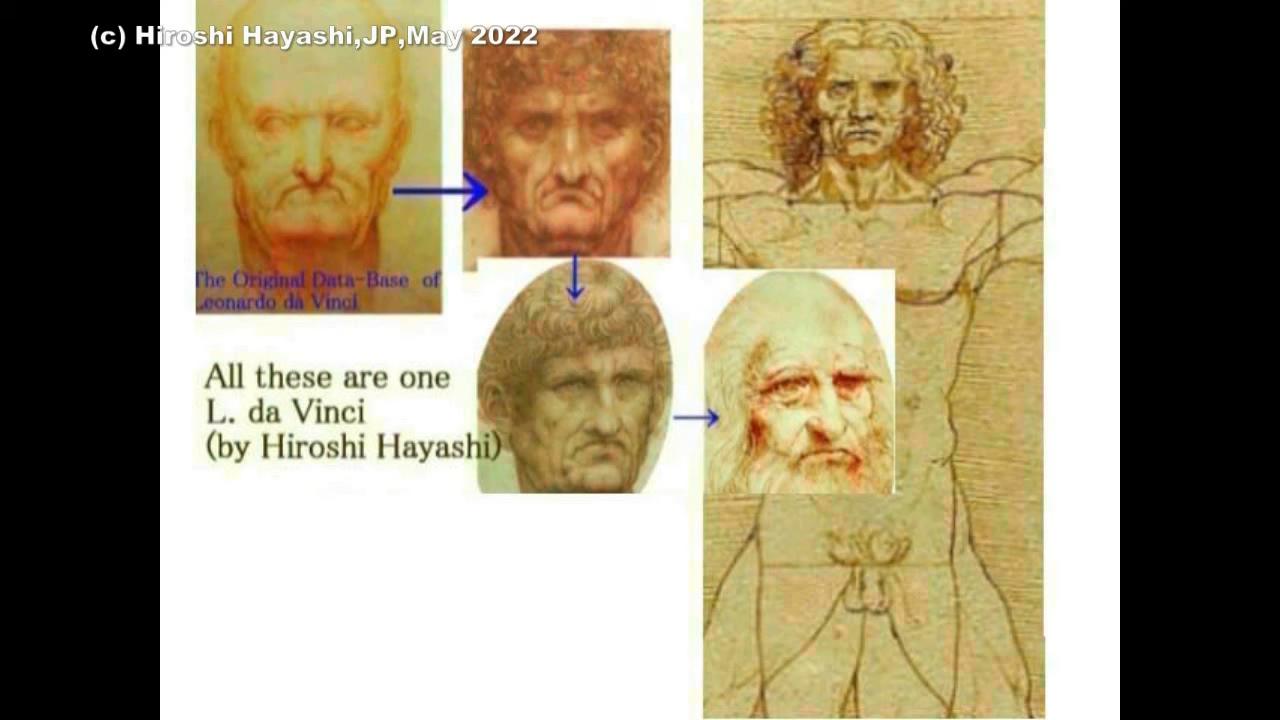 (c) Hiroshi Hayashi,JP,May 2022
The Original Data-Base of
Leonardo da Vinci
All these are one
L. da Vinci
(by Hiroshi Hayashi)